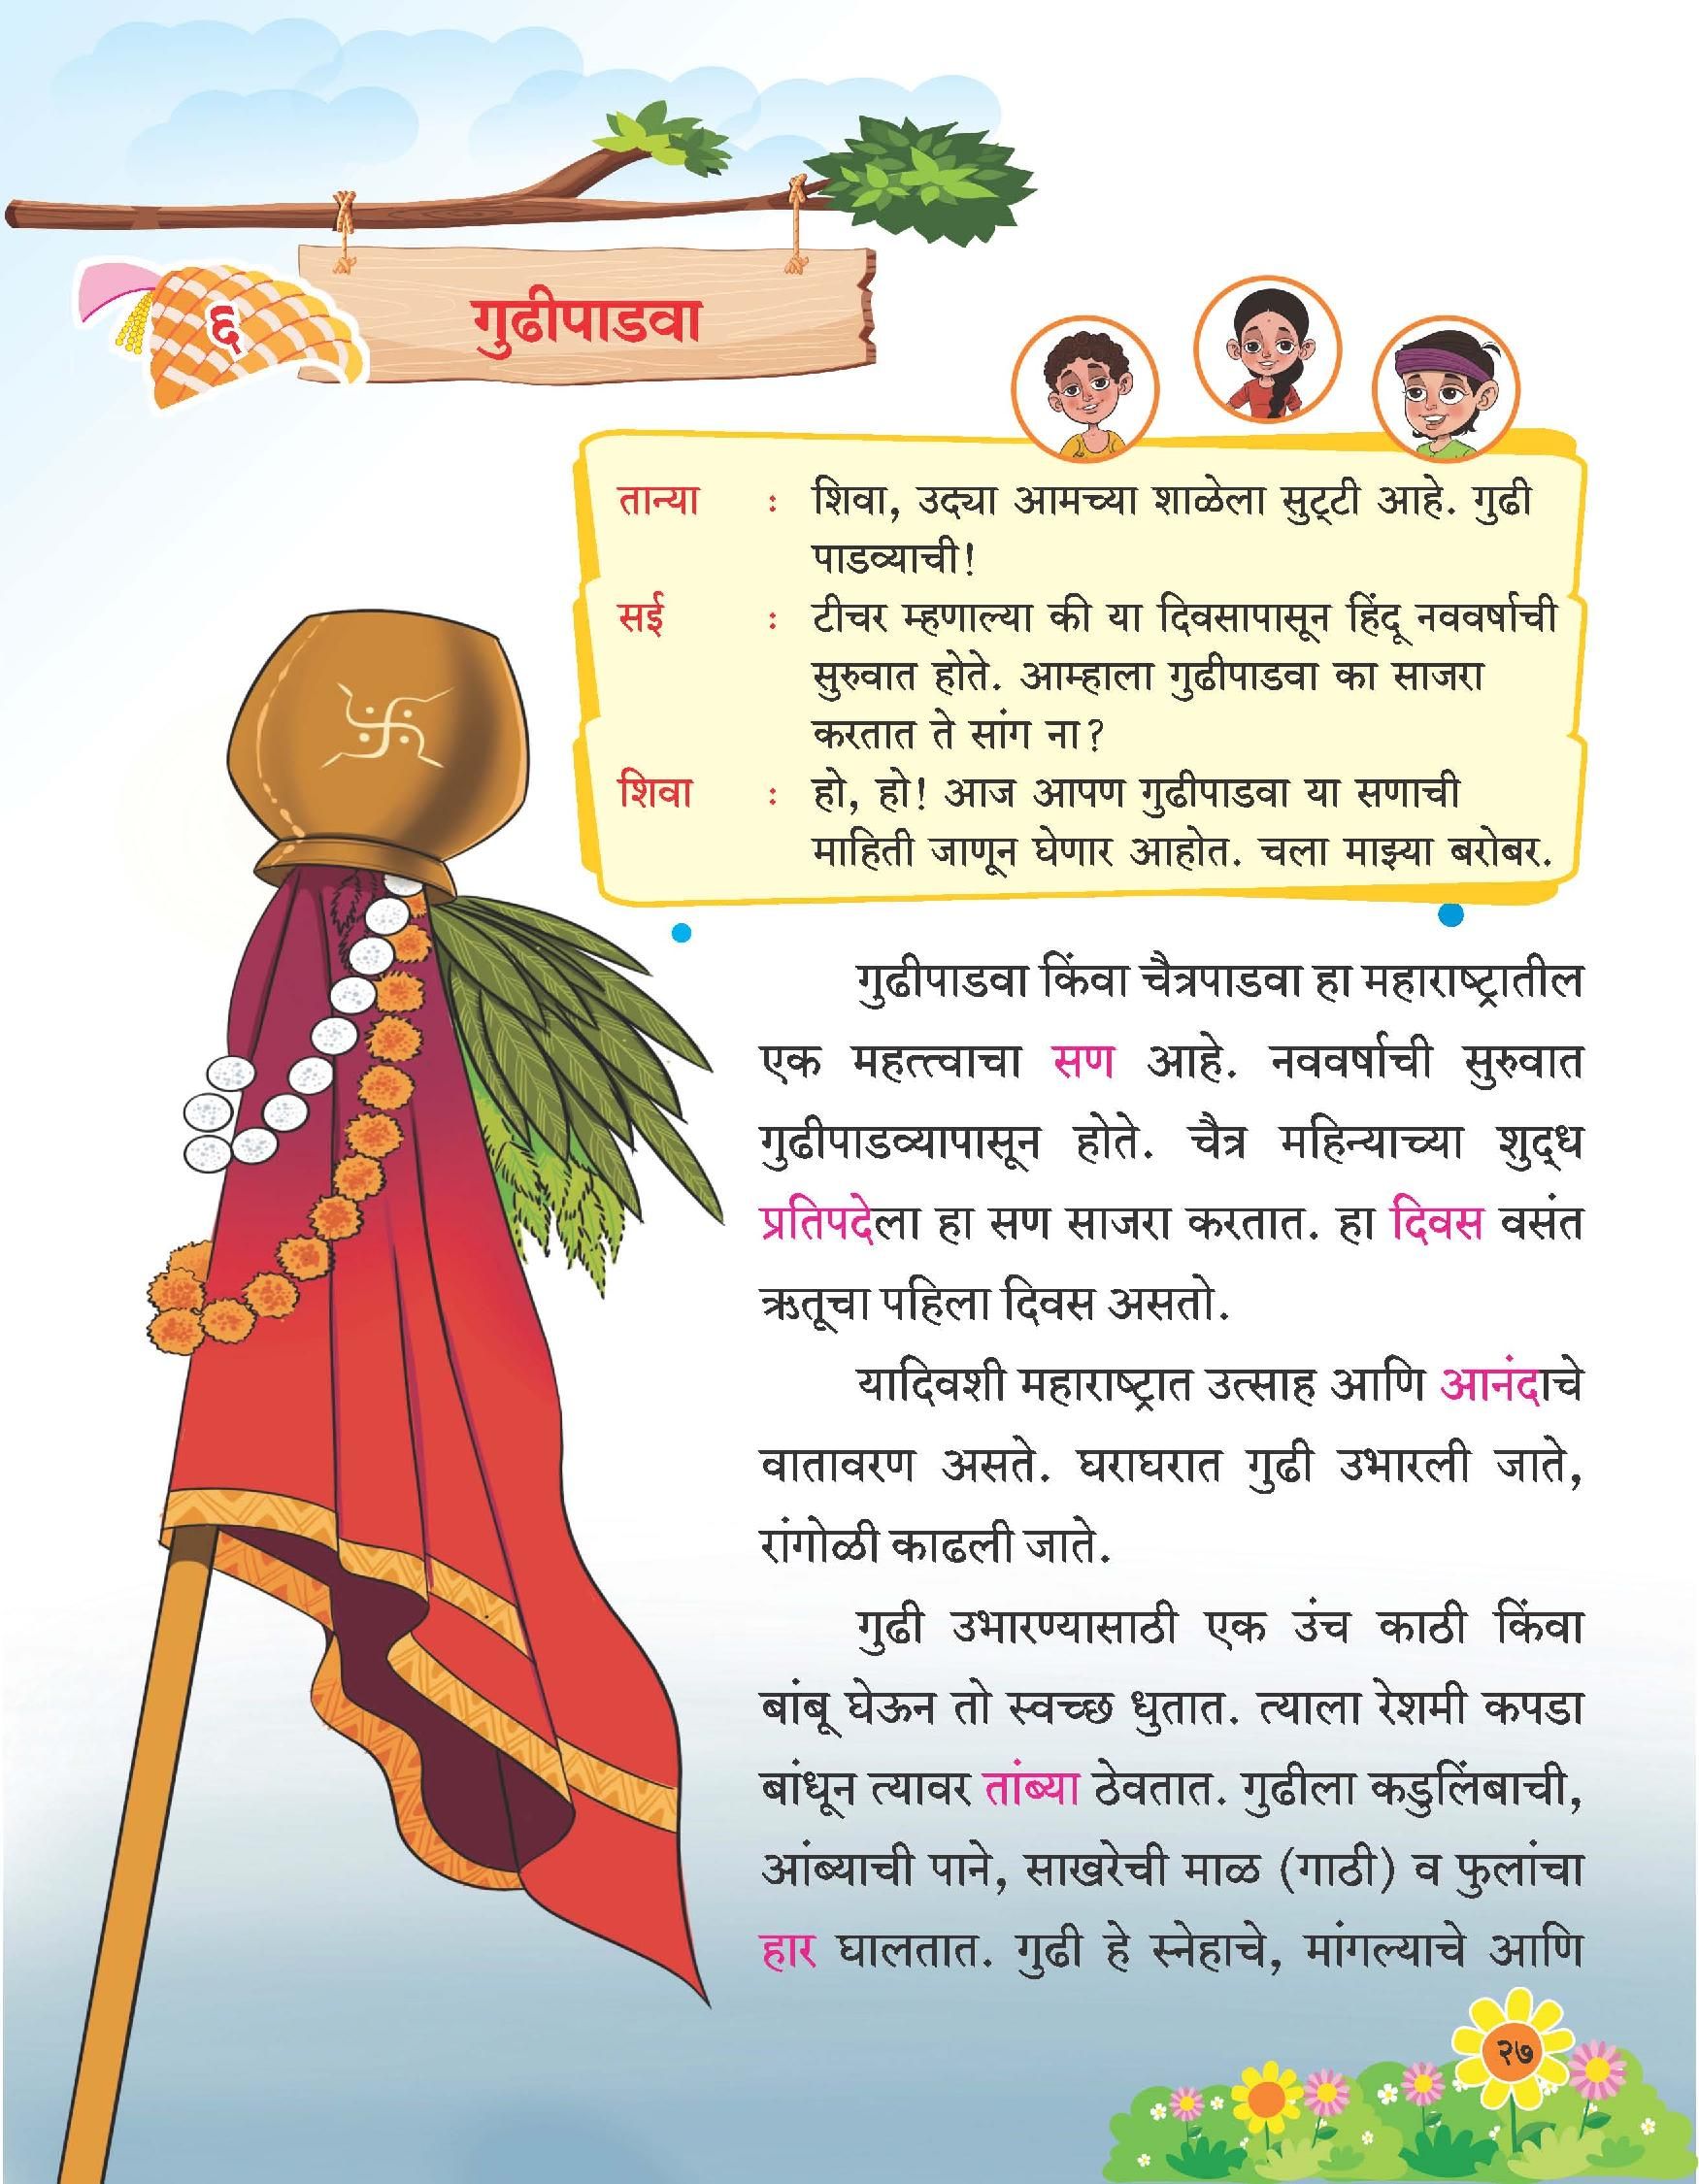 ६
गुढीपाडवा
तान्या : शिवा, उद्या आमच्या शाळेला सुट्टी आहे. गुढी
पाडव्याची!
सई : टीचर म्हणाल्या की या दिवसापासून हिंदू नववर्षाची
सुरुवात होते. आम्हाला गुढीपाडवा का साजरा
करतात ते सांग ना?
शिवा : हो, हो! आज आपण गुढीपाडवा या सणाची
माहिती जाणून घेणार आहोत. चला माझ्या बरोबर.
गुढीपाडवा किंवा चैत्रपाडवा हा महाराष्ट्रातील
एक महत्त्वाचा सण आहे. नववर्षाची सुरुवात
गुढीपाडव्यापासून होते. चैत्र महिन्याच्या शुद्ध
प्रतिपदेला हा सण साजरा करतात. हा दिवस वसंत
ऋतूचा पहिला दिवस असतो.
यादिवशी महाराष्ट्रात उत्साह आणि आनंदाचे
वातावरण असते. घराघरात गुढी उभारली जाते,
रांगोळी काढली जाते.
गुढी उभारण्यासाठी एक उंच काठी किंवा
बांबू घेऊन तो स्वच्छ धुतात. त्याला रेशमी कपडा
बांधून त्यावर तांब्या ठेवतात. गुढीला कडुलिंबाची,
आंब्याची पाने, साखरेची माळ (गाठी) व फुलांचा
हार घालतात. गुढी हे स्नेहाचे, मांगल्याचे आणि
२७